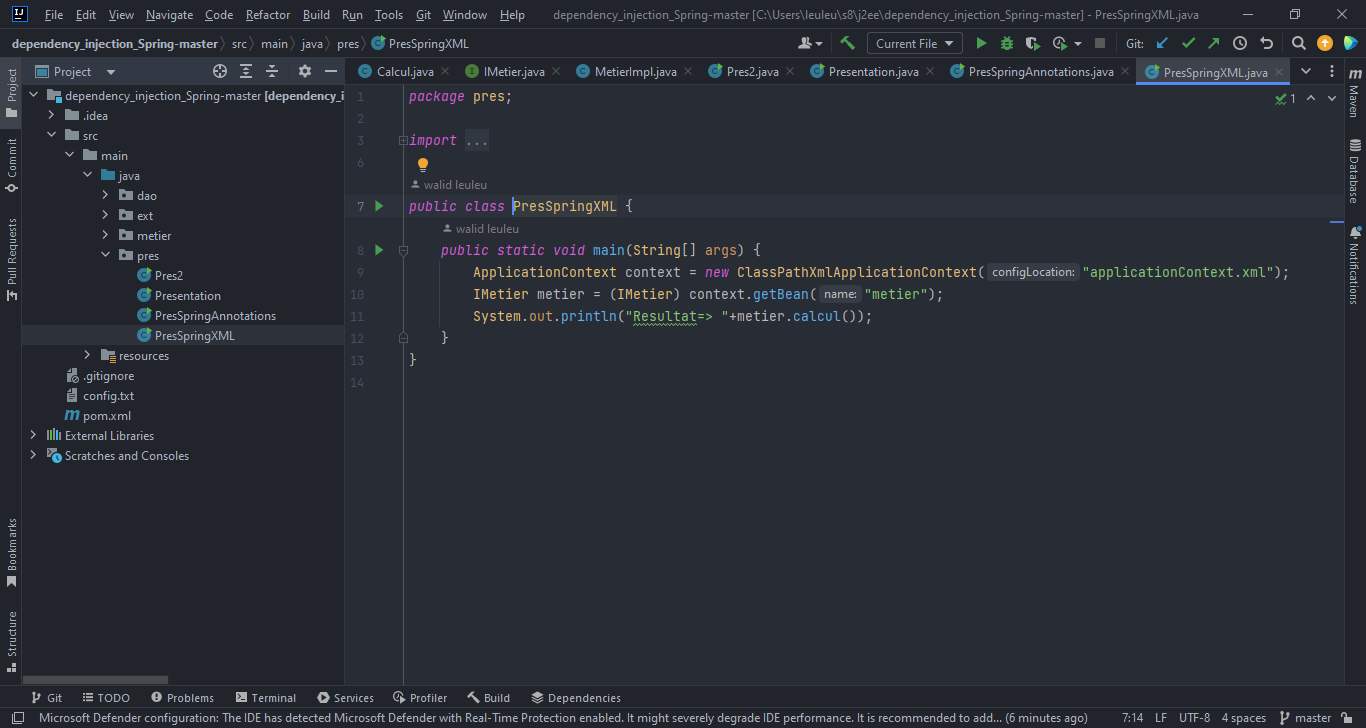 File Edit View Navigate Code Refactor Build Run Tools Git Window Help dependency_injection_Spring-master [C:\Users\leuleu\s8\j2ee\dependency_injection_Spring-master] - PresSpringXML.java
dependency_injection_Spring-master src main java pres PresSpringXML Current File Git:
Project
Calcul.java IMetier.java MetierImpl.java Pres2.java Presentation.java PresSpringAnnotations.java PresSpringXML.java
Project
Commit
Pull Requests
Bookmarks
Structure
dependency_injection_Spring-master [dependency_i
.idea
src
main
java
dao
ext
metier
pres
Pres2
Presentation
PresSpringAnnotations
PresSpringXML
resources
.gitignore
config.txt
pom.xml
External Libraries
Scratches and Consoles
1 package pres;
2
3 import ...
6
walid leuleu
7 public class PresSpringXML {
walid leuleu
8 public static void main(String[] args) {
9 ApplicationContext context = new ClassPathXmlApplicationContext( configLocation: "applicationContext.xml");
10 IMetier metier = (IMetier) context.getBean( name: "metier");
11 System.out.println("Resultat=> "+metier.calcul());
12 }
13 }
14
1
Maven
Database
Notifications
Git TODO Problems Terminal Services Profiler Build Dependencies
Microsoft Defender configuration: The IDE has detected Microsoft Defender with Real-Time Protection enabled. It might severely degrade IDE performance. It is recommended to add... (6 minutes ago) 7:14 LF UTF-8 4 spaces master